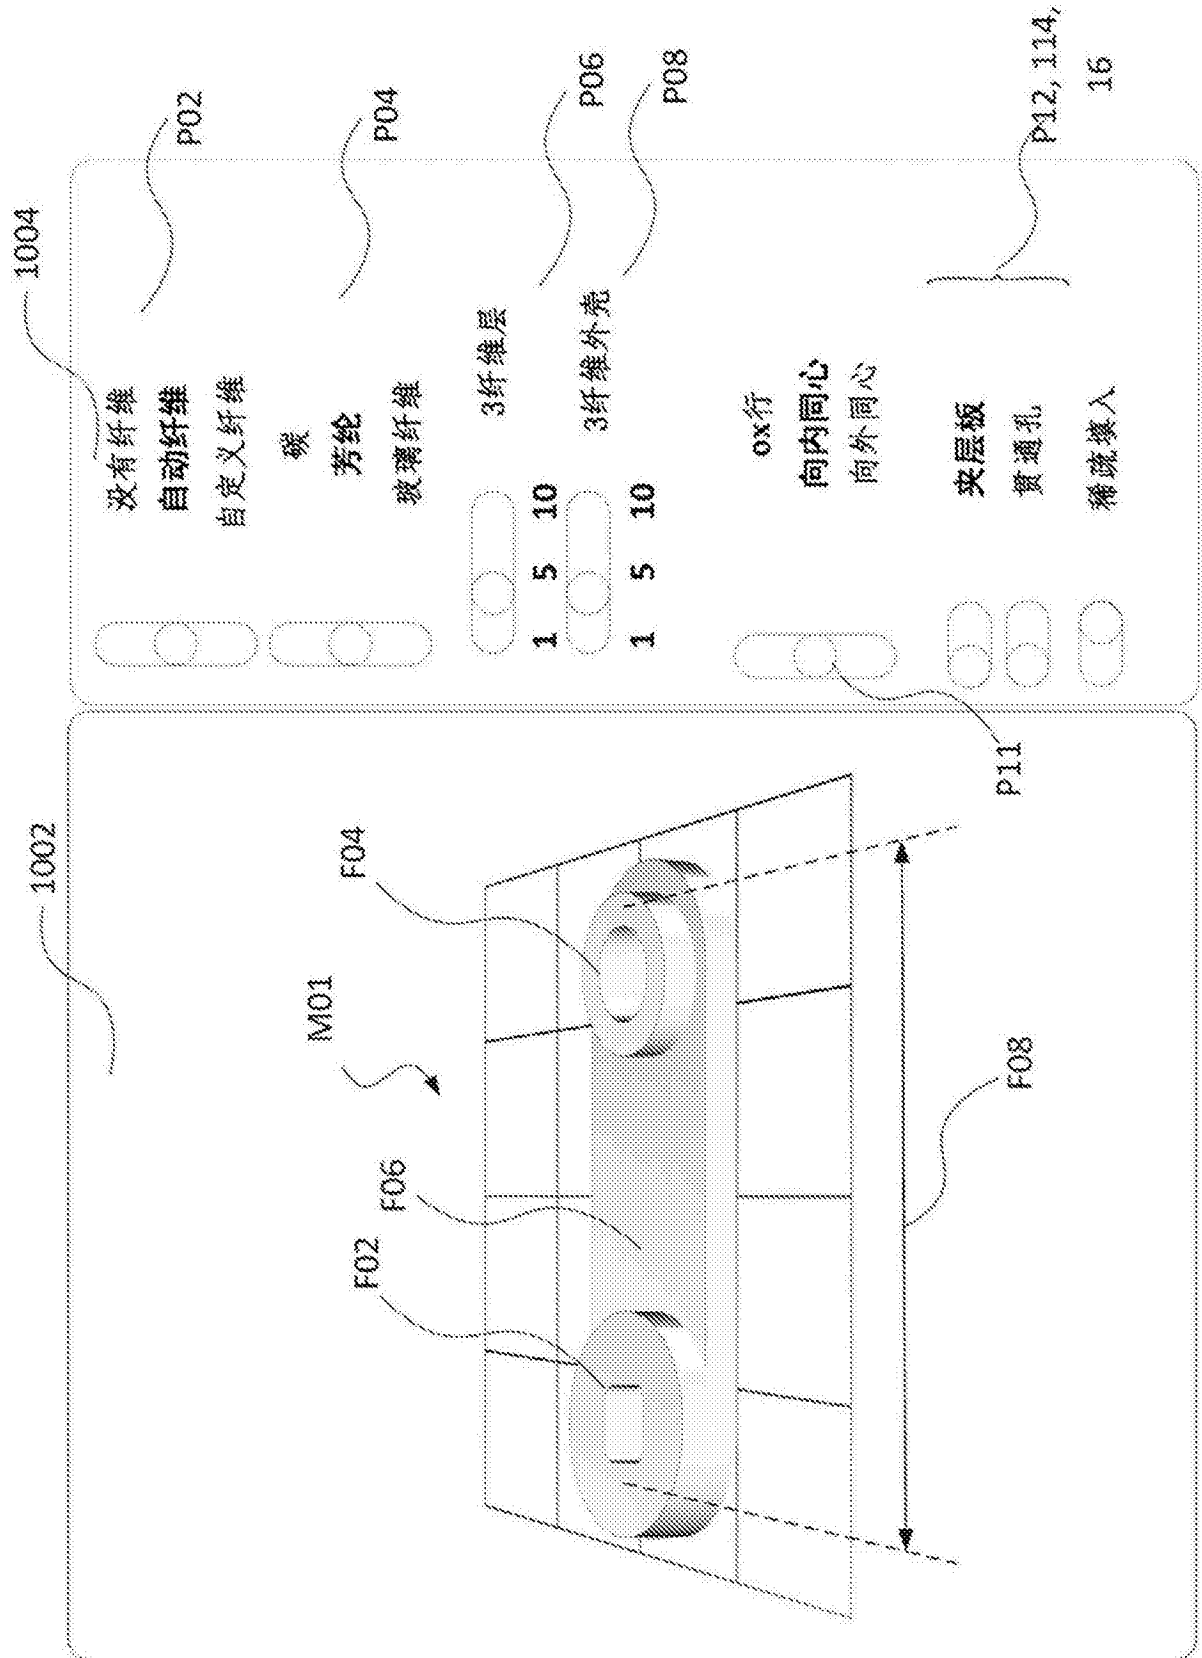 1002
1004
M01
F02
F06
F04
F08
没有纤维
自动纤维
自定义纤维
P02
碳
芳纶
玻璃纤维
P04
1 5 10
3纤维层
P06
1 5 10
3纤维外壳
P08
ox行
向内同心
向外同心
P11
夹层板
贯通孔
稀疏填入
P12, 114,
16